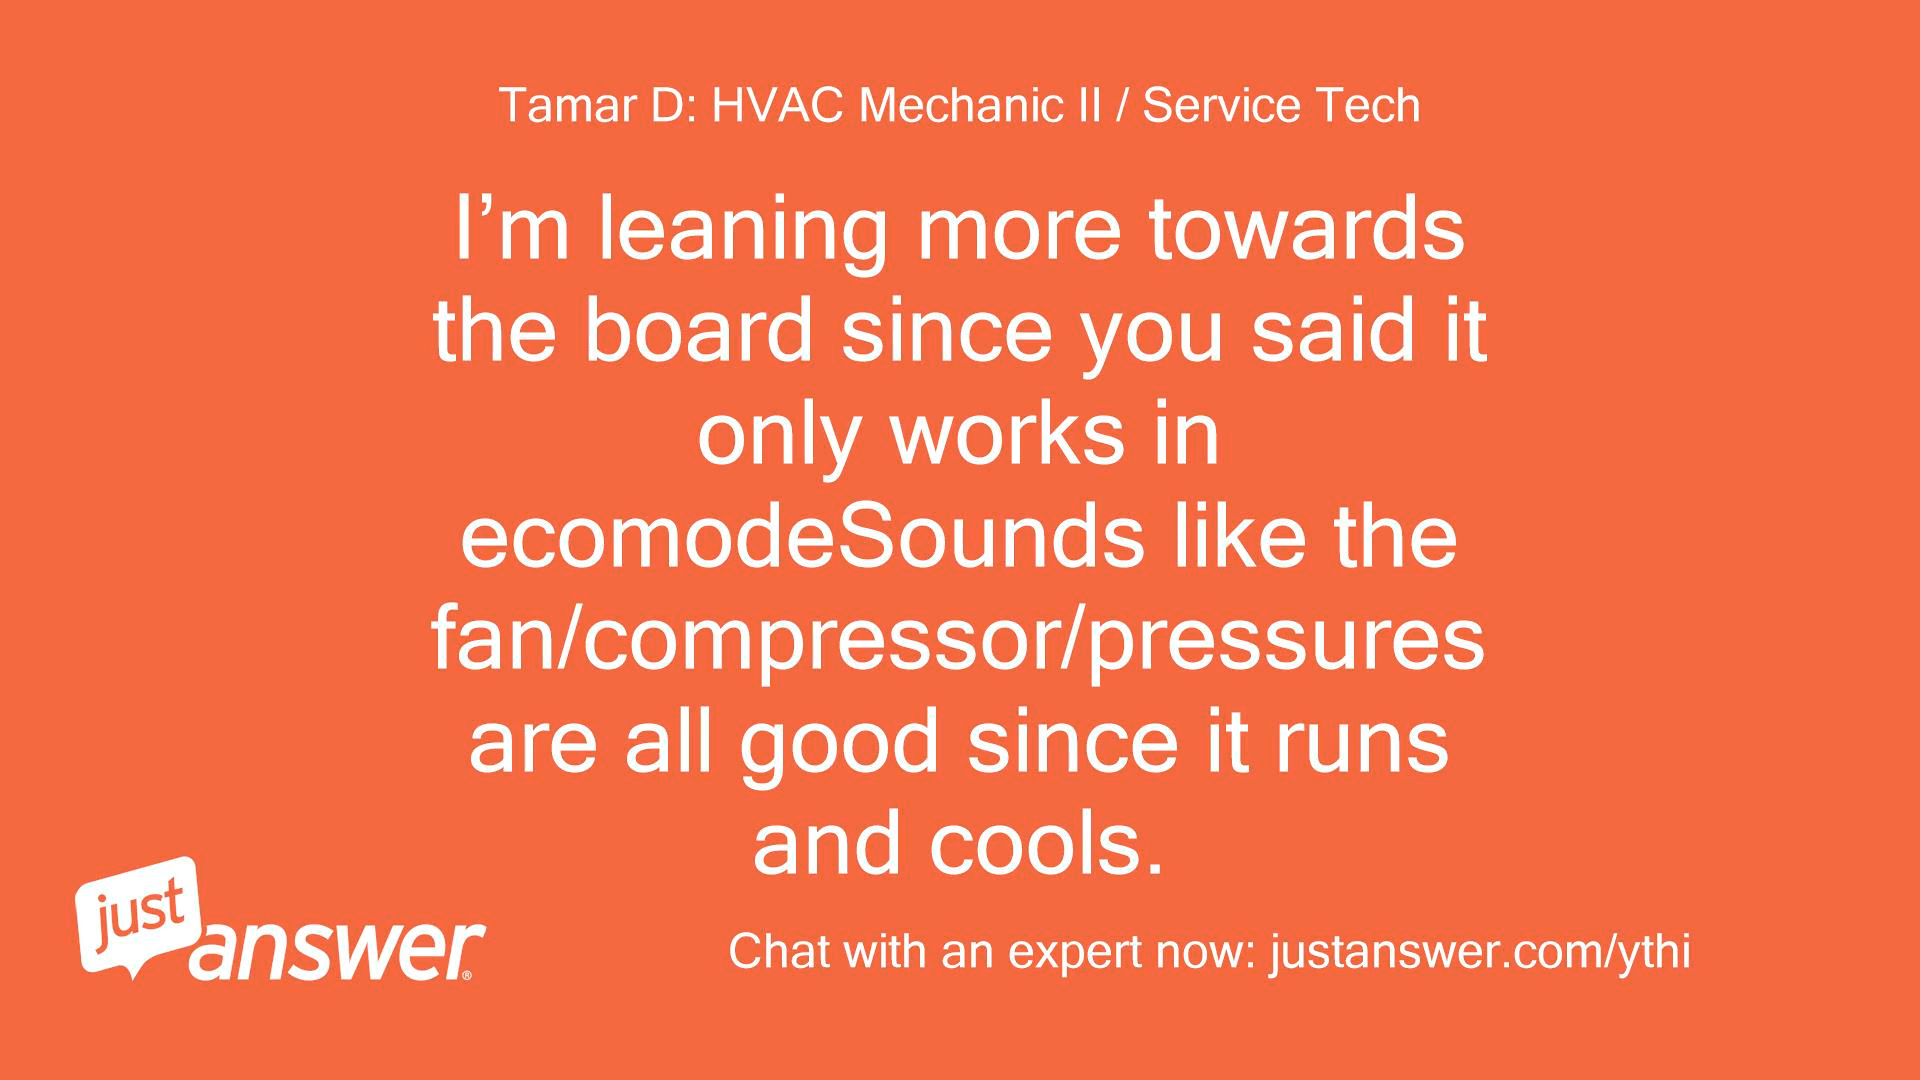 Tamar D: HVAC Mechanic II / Service Tech
I’m leaning more towards
the board since you said it
only works in
ecomodeSounds like the
fan/compressor/pressures
are all good since it runs
and cools.
just
answer®
Chat with an expert now: justanswer.com/ythi